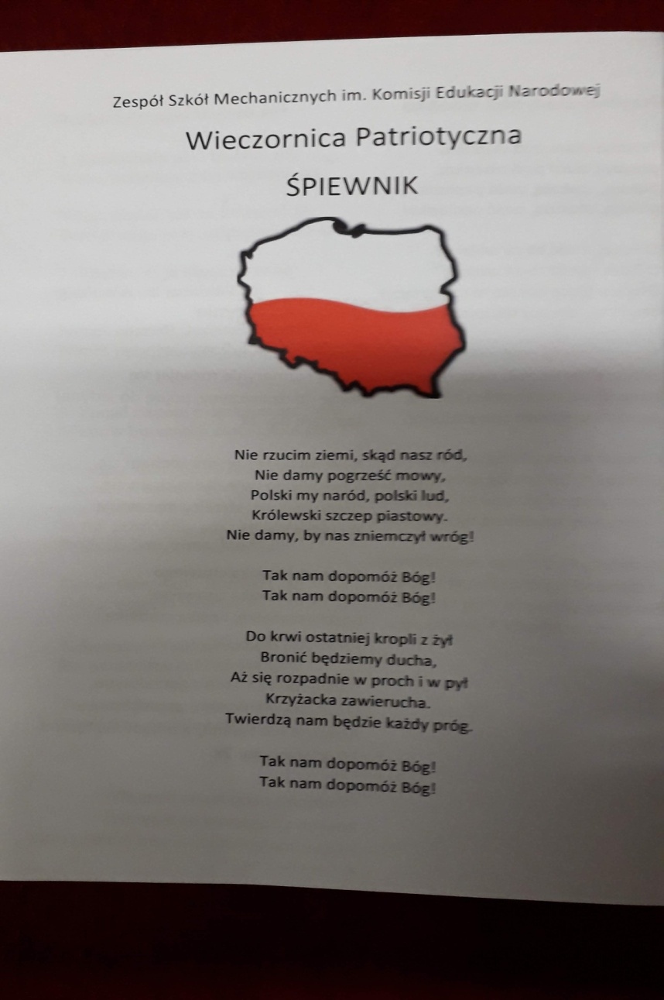 Zespół Szkół Mechanicznych im. Komisji Edukacji Narodowej
Wieczornica Patriotyczna
ŚPIEWNIK
Nie rzucim ziemi, skąd nasz ród,
Nie damy pogrześć mowy,
Polski my naród, polski lud,
Królewski szczep piastowy.
Nie damy, by nas zniemczył wróg!
Tak nam dopomóż Bóg!
Tak nam dopomóż Bóg!
Do krwi ostatniej kropli z żył
Bronić będziemy ducha,
Aż się rozpadnie w proch i w pył
Krzyżacka zawierucha.
Twierdzą nam będzie każdy próg.
Tak nam dopomóż Bóg!
Tak nam dopomóż Bóg!